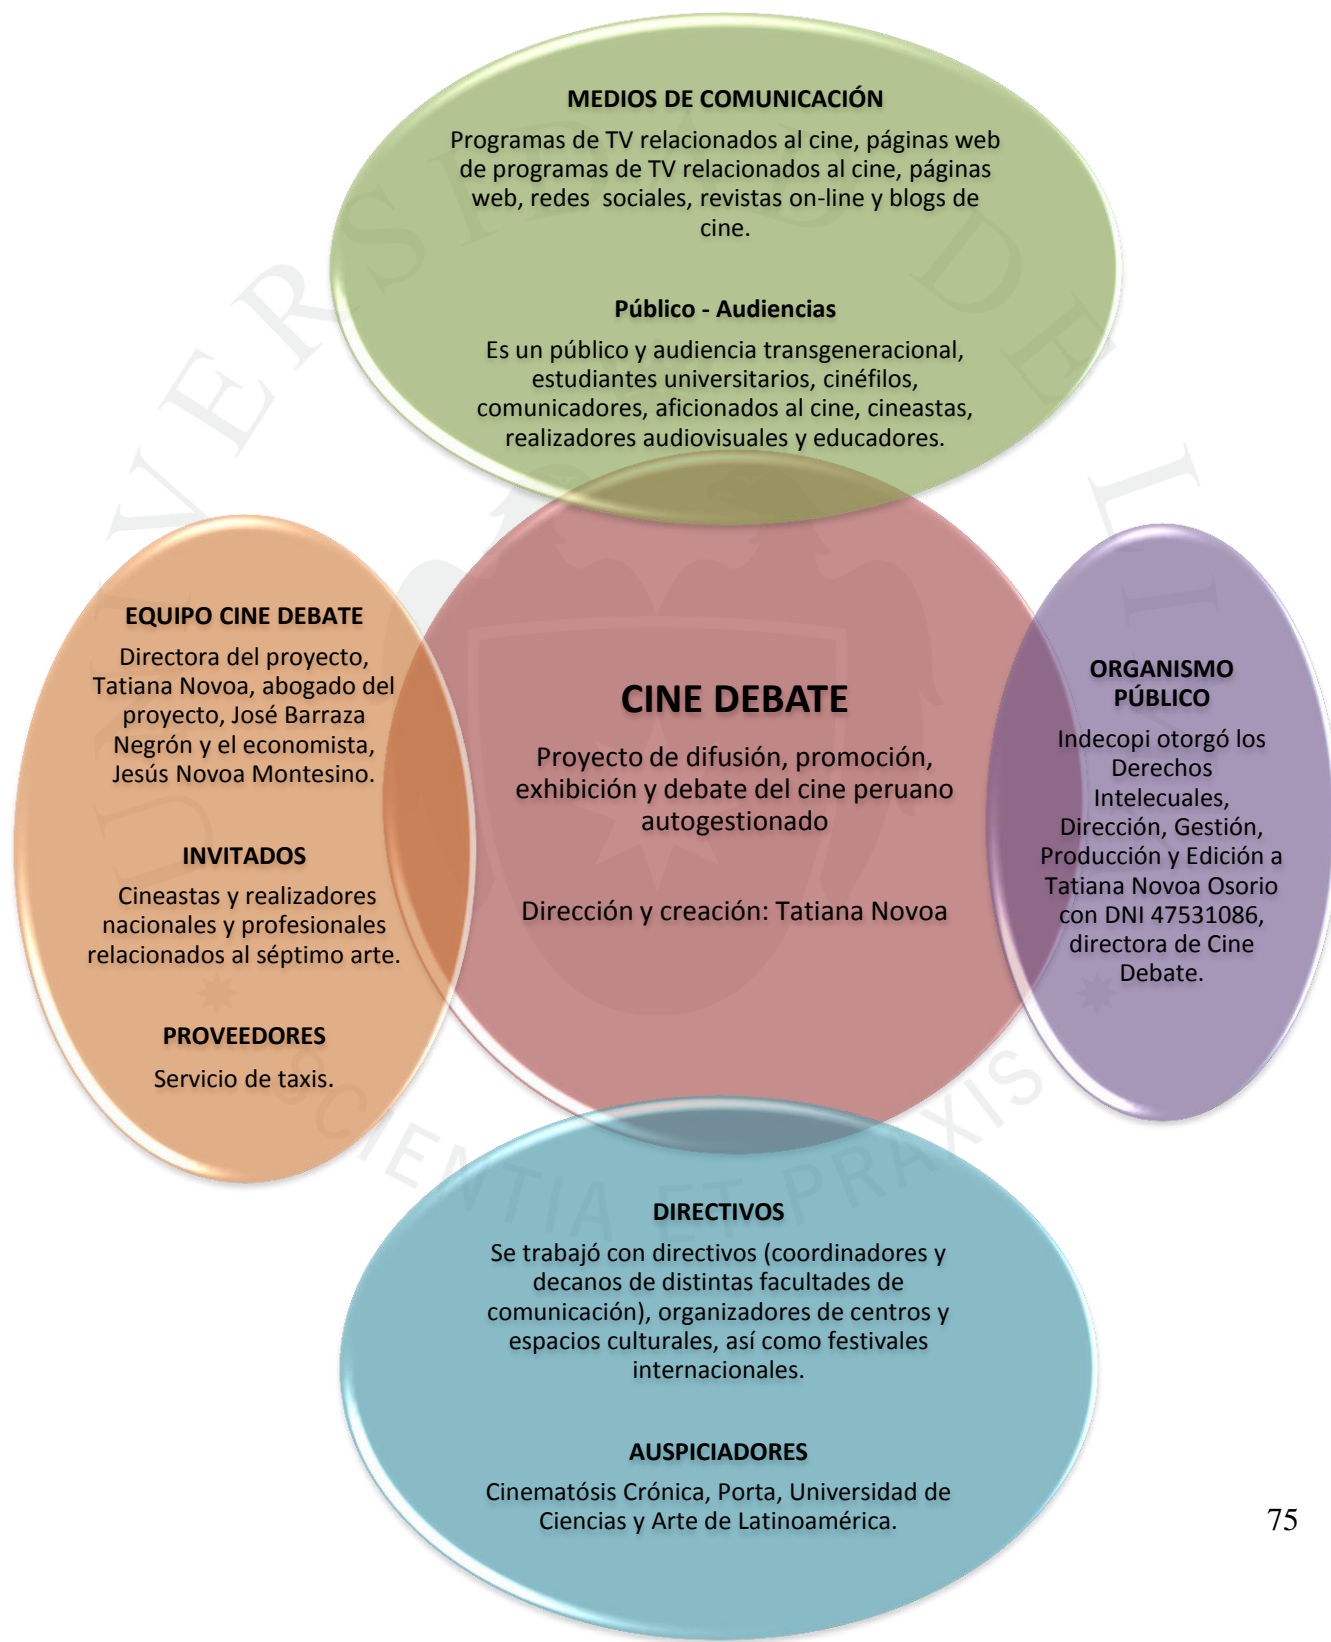 MEDIOS DE COMUNICACIÓN
Programas de TV relacionados al cine, páginas web
de programas de TV relacionados al cine, páginas
web, redes sociales, revistas on-line y blogs de
cine.
Público - Audiencias
Es un público y audiencia transgeneracional,
estudiantes universitarios, cinéfilos,
comunicadores, aficionados al cine, cineastas,
realizadores audiovisuales y educadores.
EQUIPO CINE DEBATE
Directora del proyecto,
Tatiana Novoa, abogado del
proyecto, José Barraza
Negrón y el economista,
Jesús Novoa Montesino.
INVITADOS
Cineastas y realizadores
nacionales y profesionales
relacionados al séptimo arte.
PROVEEDORES
Servicio de taxis.
CINE DEBATE
Proyecto de difusión, promoción,
exhibición y debate del cine peruano
autogestionado
Dirección y creación: Tatiana Novoa
ORGANISMO
PÚBLICO
Indecopi otorgó los
Derechos
Intelecuales,
Dirección, Gestión,
Producción y Edición a
Tatiana Novoa Osorio
con DNI 47531086,
directora de Cine
Debate.
DIRECTIVOS
Se trabajó con directivos (coordinadores y
decanos de distintas facultades de
comunicación), organizadores de centros y
espacios culturales, así como festivales
internacionales.
AUSPICIADORES
Cinematósis Crónica, Porta, Universidad de
Ciencias y Arte de Latinoamérica.
75
UNIVERSIDAD DE LIMA
SCIENTIA ET PRAXIS